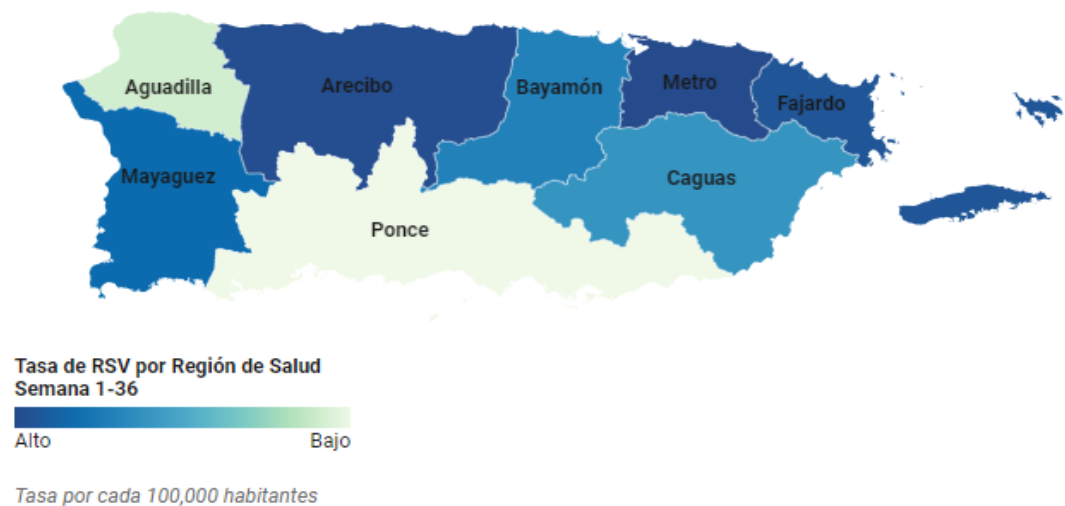 Aguadilla
Arecibo
Bayamón
Metro
Fajardo
Mayaguez
Caguas
Ponce
Tasa de RSV por Región de Salud
Semana 1-36
Alto
Bajo
Tasa por cada 100,000 habitantes